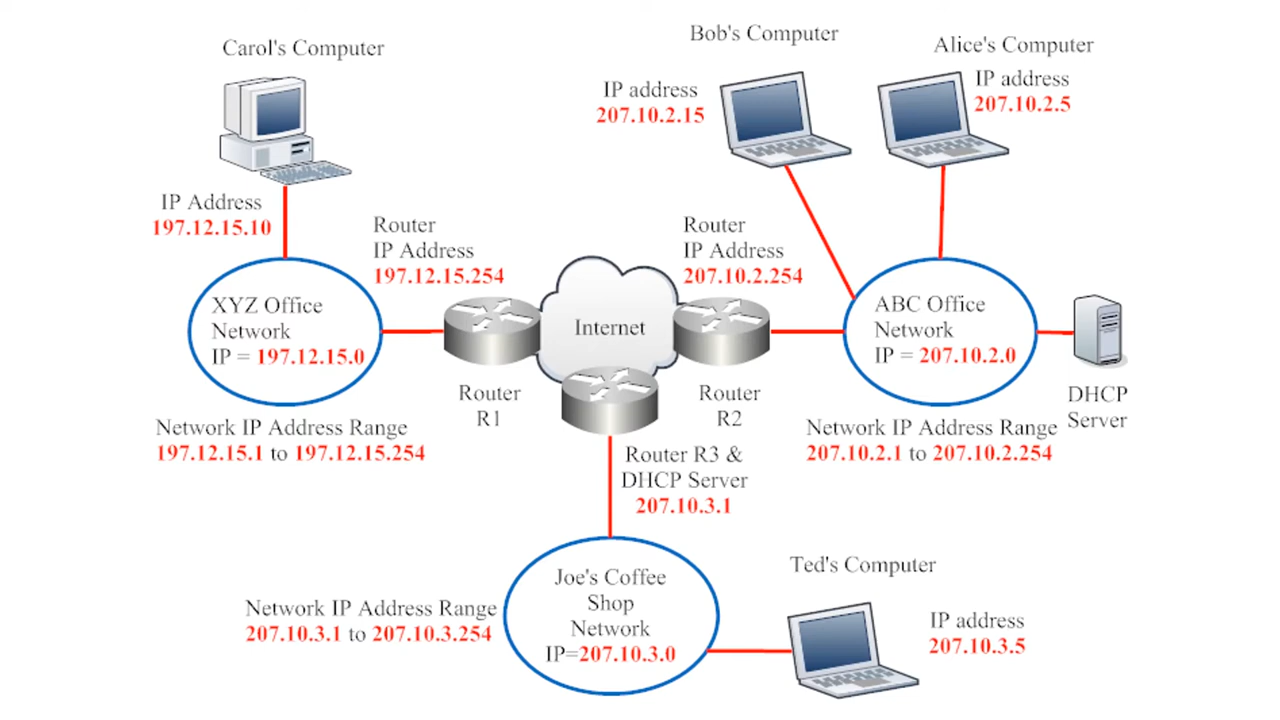 Carol's Computer
Bob's Computer
Alice's Computer
IP address
207.10.2.15
IP address
207.10.2.5
IP Address
197.12.15.10
Router
IP Address
197.12.15.254
Router
IP Address
207.10.2.254
XYZ Office
Network
IP = 197.12.15.0
Internet
ABC Office
Network
IP = 207.10.2.0
Router
R1
Router
R2
DHCP
Server
Network IP Address Range
197.12.15.1 to 197.12.15.254
Network IP Address Range
207.10.2.1 to 207.10.2.254
Router R3 &
DHCP Server
207.10.3.1
Joe's Coffee
Shop
Network
IP=207.10.3.0
Network IP Address Range
207.10.3.1 to 207.10.3.254
Ted's Computer
IP address
207.10.3.5